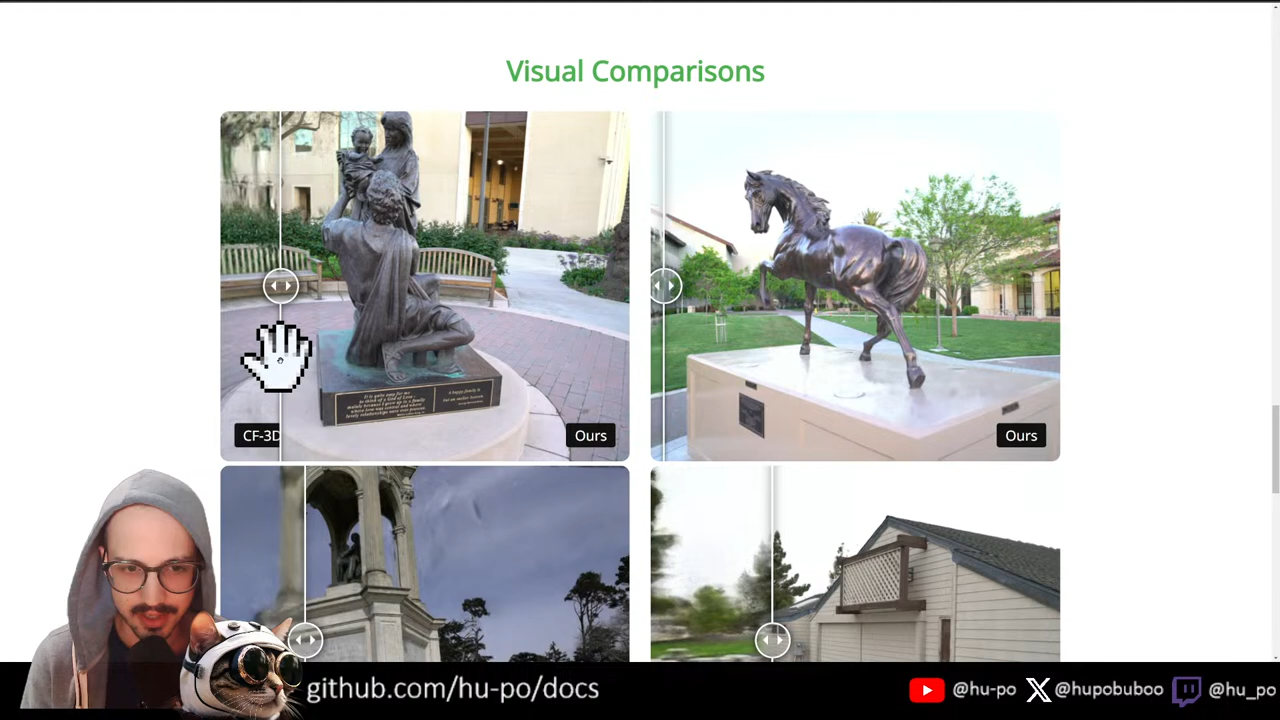 Visual Comparisons
CF-3D
Ours
Ours
github.com/hu-po/docs
@hu-po
@hupobuboo
@hu_po